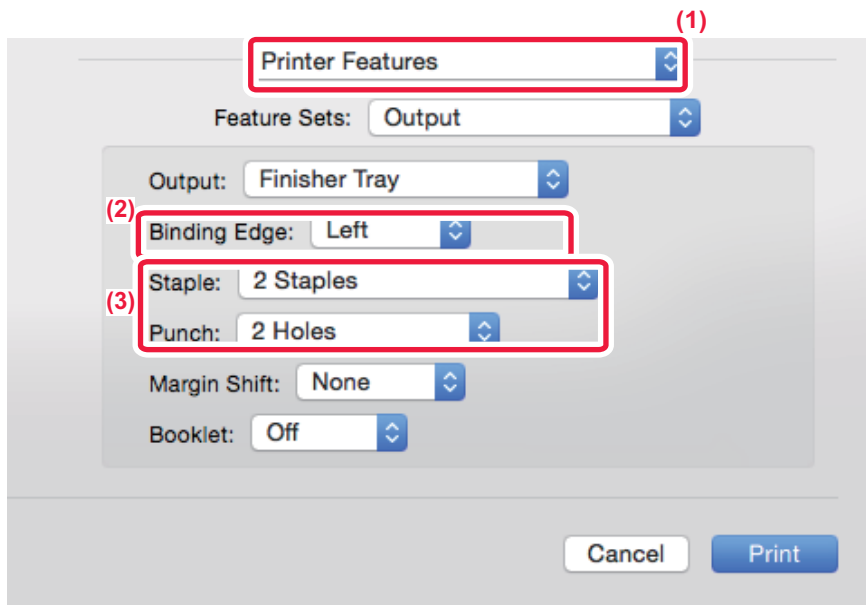 (1)
Printer Features
Feature Sets: Output
Output: Finisher Tray
(2)
Binding Edge: Left
Staple: 2 Staples
(3)
Punch: 2 Holes
Margin Shift: None
Booklet: Off
Cancel Print